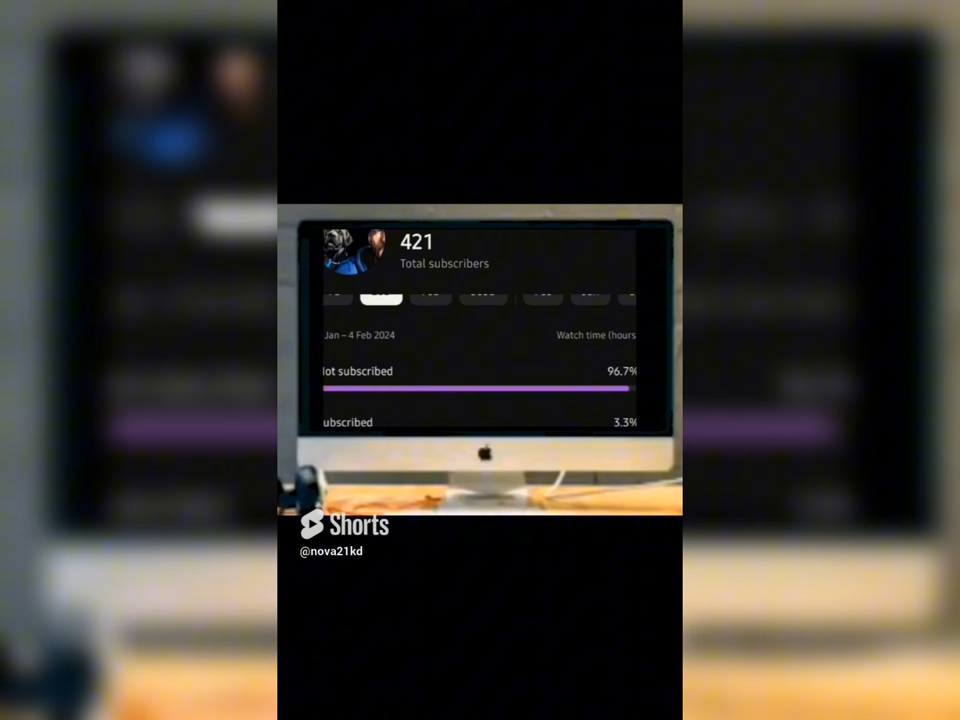 421
Total subscribers
Jan – 4 Feb 2024
Watch time (hours
lot subscribed
96.7%
ubscribed
3.3%
Shorts
@nova21kd